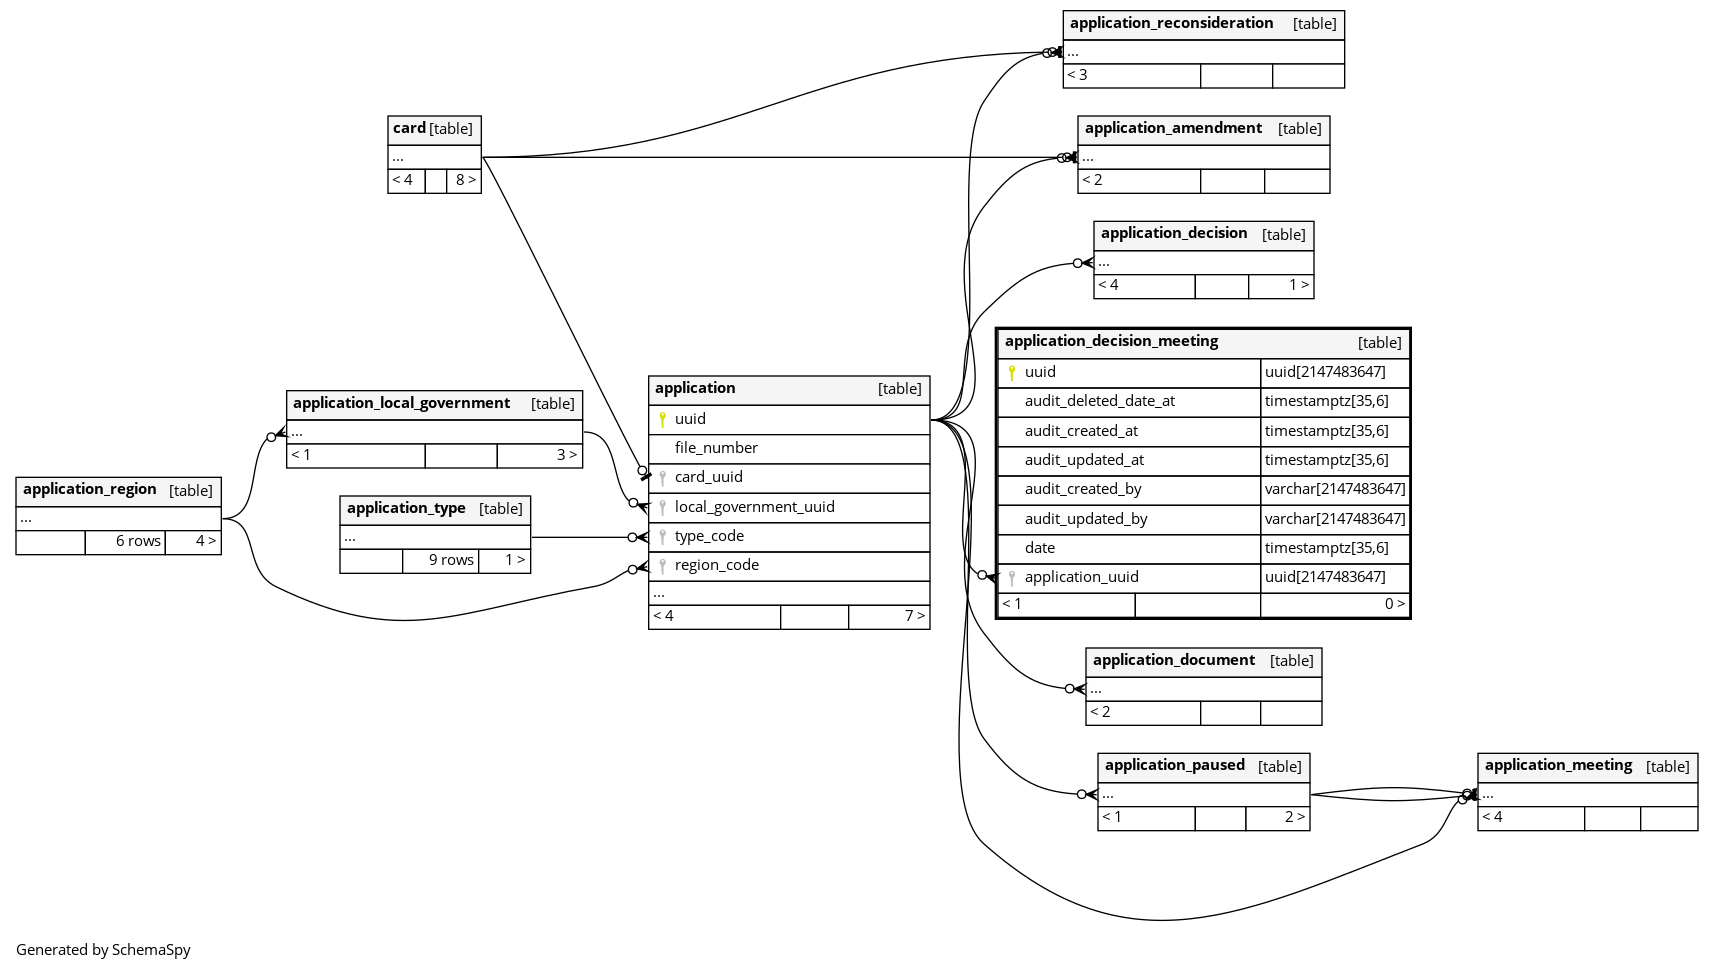 application_reconsideration [table]
...
< 3
card [table]
...
< 4 8 >
application_amendment [table]
...
< 2
application_decision [table]
...
< 4 1 >
application_decision_meeting [table]
uuid uuid[2147483647]
audit_deleted_date_at timestamptz[35,6]
audit_created_at timestamptz[35,6]
audit_updated_at timestamptz[35,6]
audit_created_by varchar[2147483647]
audit_updated_by varchar[2147483647]
date timestamptz[35,6]
application_uuid uuid[2147483647]
< 1 0 >
application [table]
uuid
file_number
card_uuid
local_government_uuid
type_code
region_code
...
< 4 7 >
application_local_government [table]
...
< 1 3 >
application_region [table]
...
6 rows 4 >
application_type [table]
...
9 rows 1 >
application_document [table]
...
< 2
application_paused [table]
...
< 1 2 >
application_meeting [table]
...
< 4
Generated by SchemaSpy